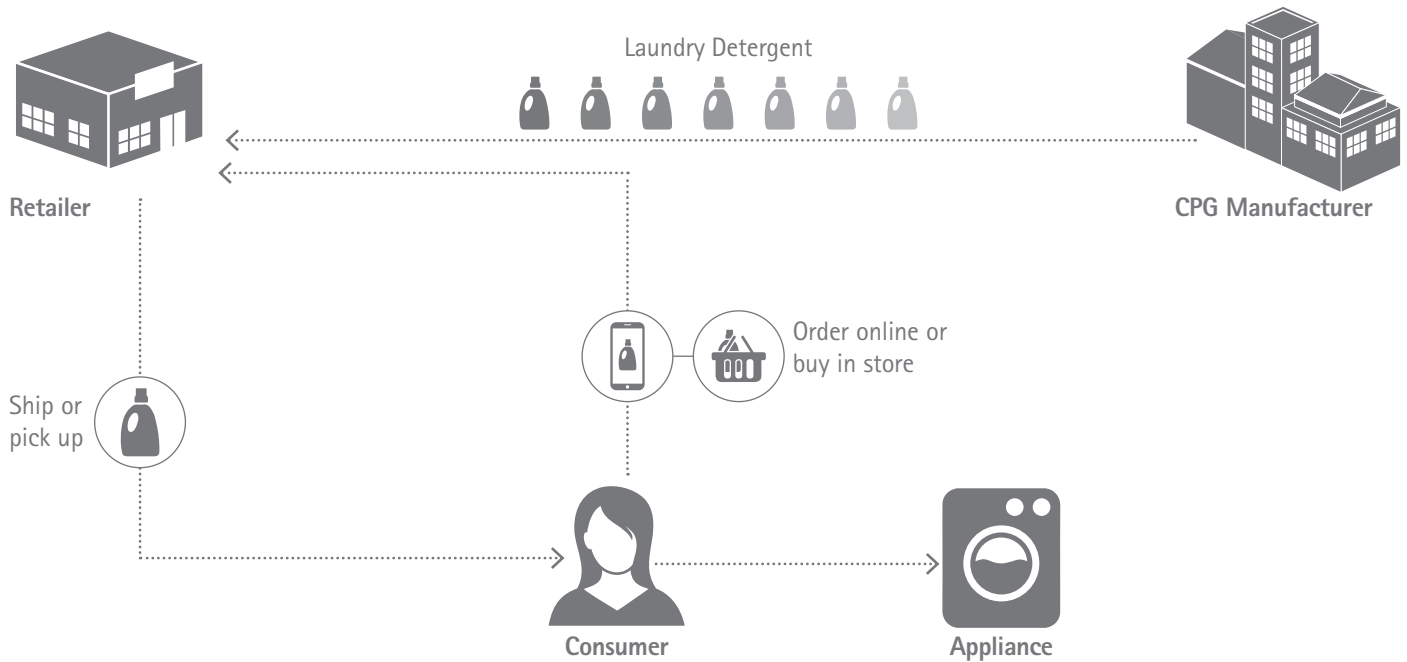 Laundry Detergent
Retailer
CPG Manufacturer
Order online or
buy in store
Ship or
pick up
Consumer
Appliance